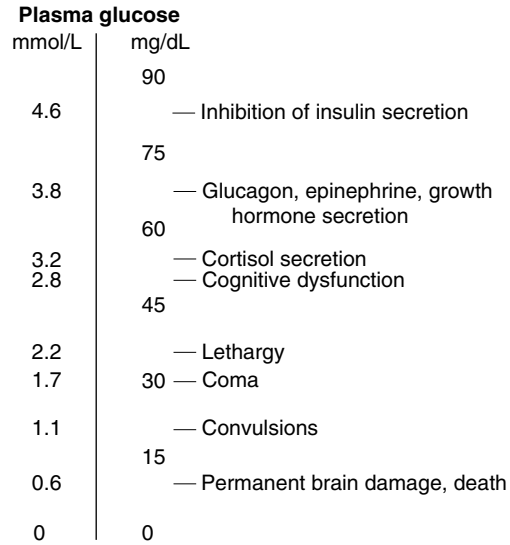 Plasma glucose
mmol/L mg/dL
90
4.6 — Inhibition of insulin secretion
75
3.8 — Glucagon, epinephrine, growth
hormone secretion
60
3.2 — Cortisol secretion
2.8 — Cognitive dysfunction
45
2.2 — Lethargy
1.7 30 — Coma
1.1 — Convulsions
15
0.6 — Permanent brain damage, death
0 0